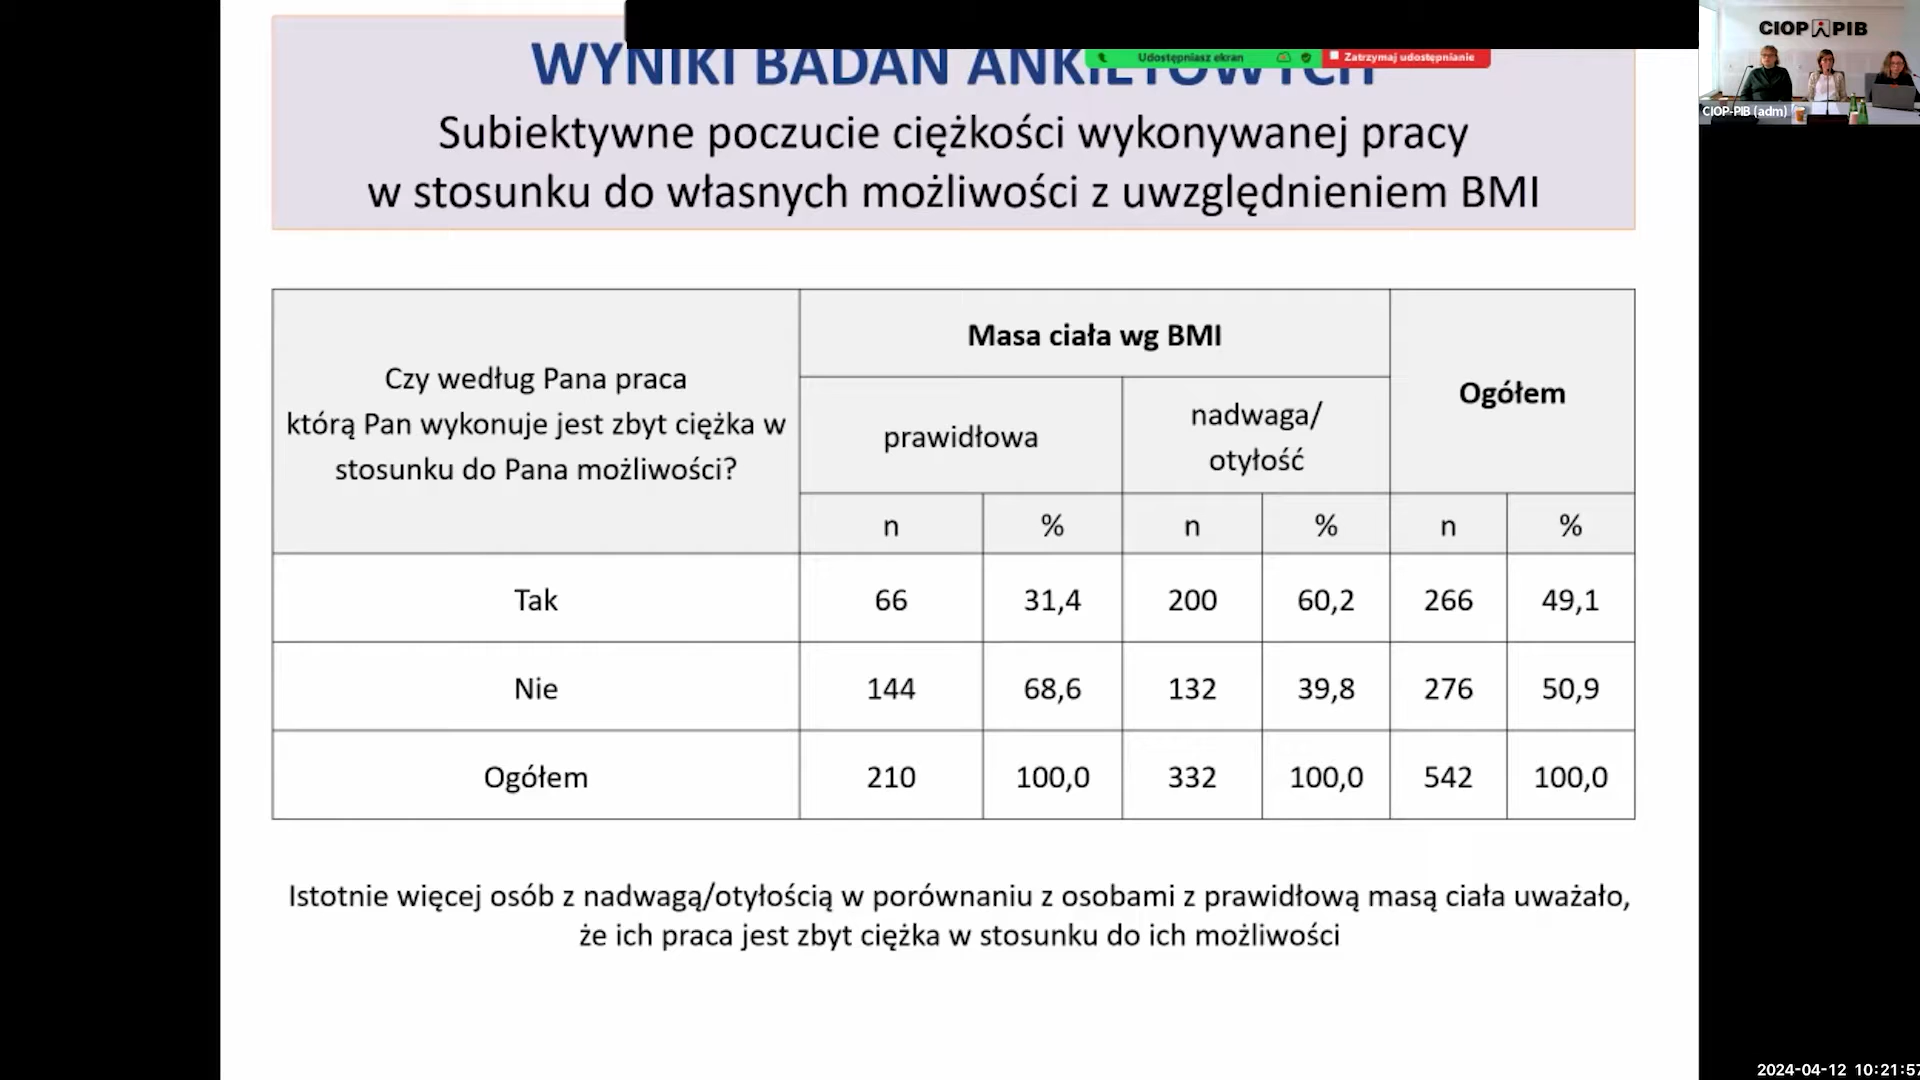 WYNIKI BADAŃ ANKIETOWYCH
Udostępniasz ekran
Zatrzymaj udostępnianie
CIOP PIB
CIOP-PIB (adm)
Subiektywne poczucie ciężkości wykonywanej pracy
w stosunku do własnych możliwości z uwzględnieniem BMI
Czy według Pana praca
którą Pan wykonuje jest zbyt ciężka w
stosunku do Pana możliwości?
Masa ciała wg BMI
Ogółem
prawidłowa
nadwaga/
otyłość
n % n % n %
Tak 66 31,4 200 60,2 266 49,1
Nie 144 68,6 132 39,8 276 50,9
Ogółem 210 100,0 332 100,0 542 100,0
Istotnie więcej osób z nadwagą/otyłością w porównaniu z osobami z prawidłową masą ciała uważało,
że ich praca jest zbyt ciężka w stosunku do ich możliwości
2024-04-12 10:21:57